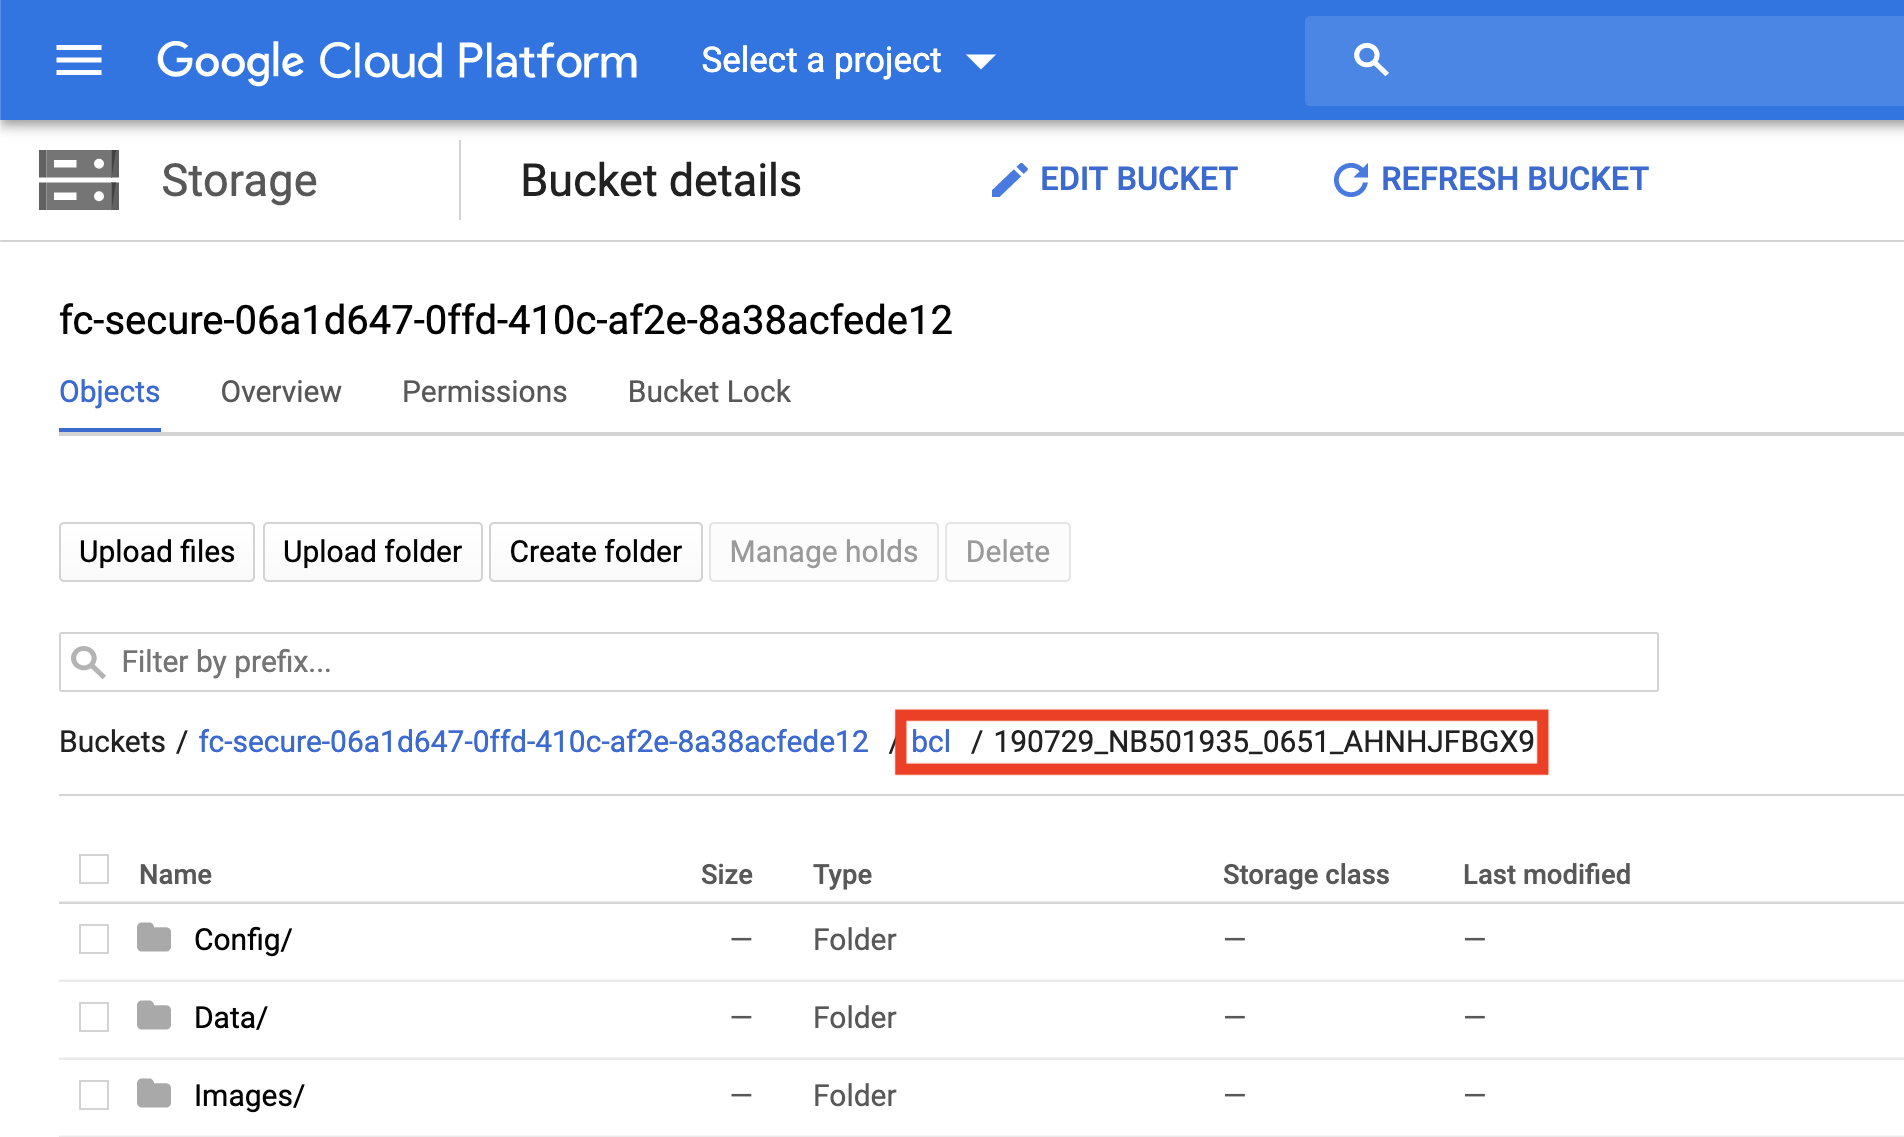 Google Cloud Platform Select a project
Storage Bucket details EDIT BUCKET REFRESH BUCKET
fc-secure-06a1d647-0ffd-410c-af2e-8a38acfede12
Objects Overview Permissions Bucket Lock
Upload files Upload folder Create folder Manage holds Delete
Filter by prefix...
Buckets / fc-secure-06a1d647-0ffd-410c-af2e-8a38acfede12 / bcl / 190729_NB501935_0651_AHNHJFBGX9
Name Size Type Storage class Last modified
Config/ — Folder — —
Data/ — Folder — —
Images/ — Folder — —